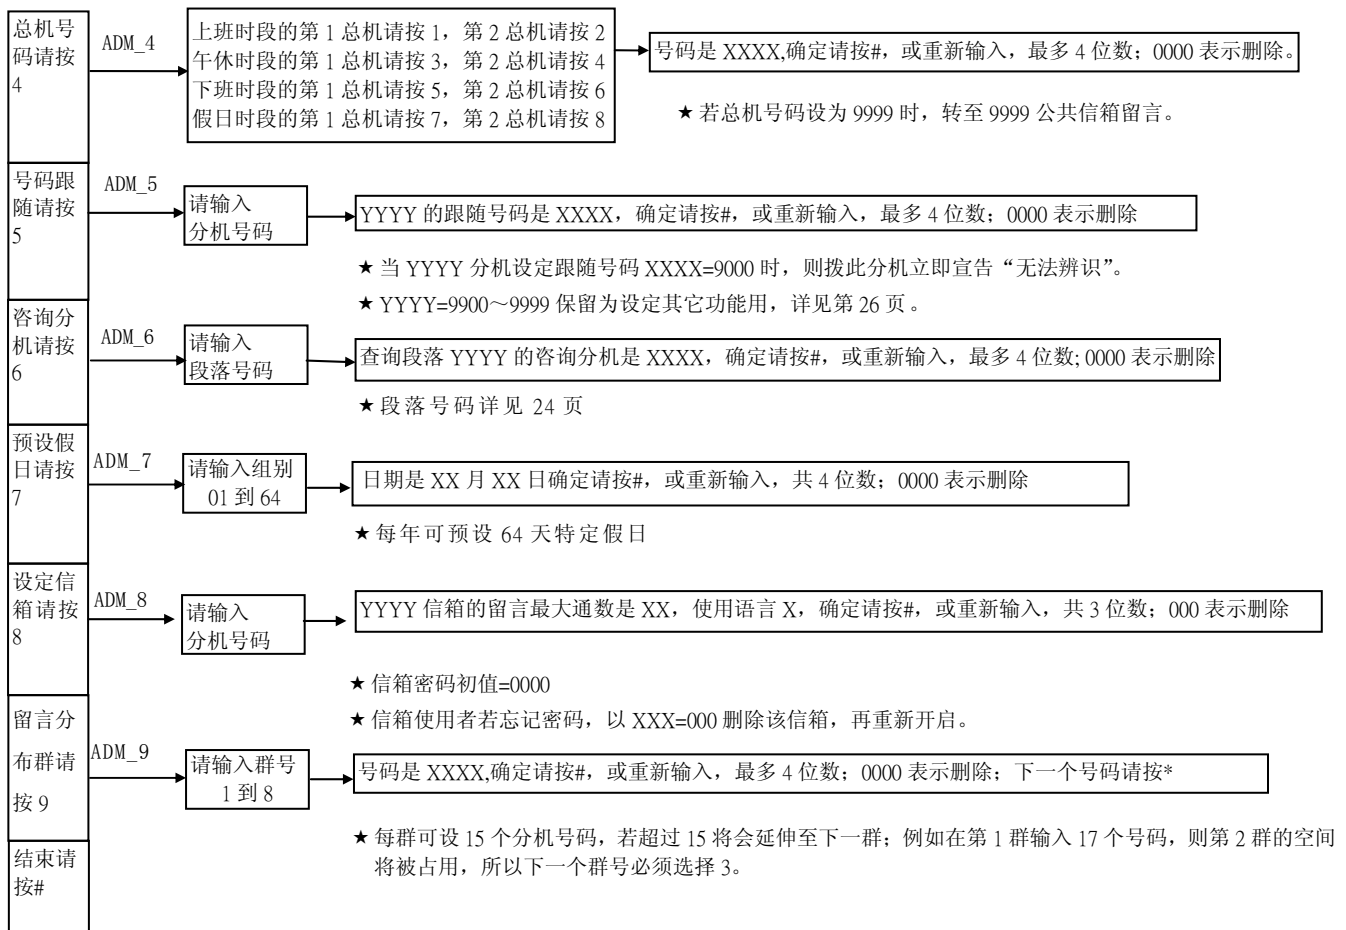 总机号
码请按
4
ADM_4
上班时段的第 1 总机请按 1，第 2 总机请按 2
午休时段的第 1 总机请按 3，第 2 总机请按 4
下班时段的第 1 总机请按 5，第 2 总机请按 6
假日时段的第 1 总机请按 7，第 2 总机请按 8
号码是 XXXX,确定请按#，或重新输入，最多 4 位数；0000 表示删除。
★ 若总机号码设为 9999 时，转至 9999 公共信箱留言。
号码跟
随请按
5
ADM_5
请输入
分机号码
YYYY 的跟随号码是 XXXX，确定请按#，或重新输入，最多 4 位数；0000 表示删除
★ 当 YYYY 分机设定跟随号码 XXXX=9000 时，则拨此分机立即宣告“无法辨识”。
★ YYYY=9900～9999 保留为设定其它功能用，详见第 26 页 。
咨询分
机请按
6
ADM_6
请输入
段落号码
查询段落 YYYY 的咨询分机是 XXXX，确定请按#，或重新输入，最多 4 位数; 0000 表示删除
★ 段落号码详见 24 页
预设假
日请按
7
ADM_7
请输入组别
01 到 64
日期是 XX 月 XX 日确定请按#，或重新输入，共 4 位数；0000 表示删除
★ 每年可预设 64 天特定假日
设定信
箱请按
8
ADM_8
请输入
分机号码
YYYY 信箱的留言最大通数是 XX，使用语言 X，确定请按#，或重新输入，共 3 位数；000 表示删除
★ 信箱密码初值=0000
★ 信箱使用者若忘记密码，以 XXX=000 删除该信箱，再重新开启。
留言分
布群请
按 9
ADM_9
请输入群号
1 到 8
号码是 XXXX,确定请按#，或重新输入，最多 4 位数；0000 表示删除；下一个号码请按*
★ 每群可设 15 个分机号码，若超过 15 将会延伸至下一群；例如在第 1 群输入 17 个号码，则第 2 群的空间
将被占用，所以下一个群号必须选择 3。
结束请
按#